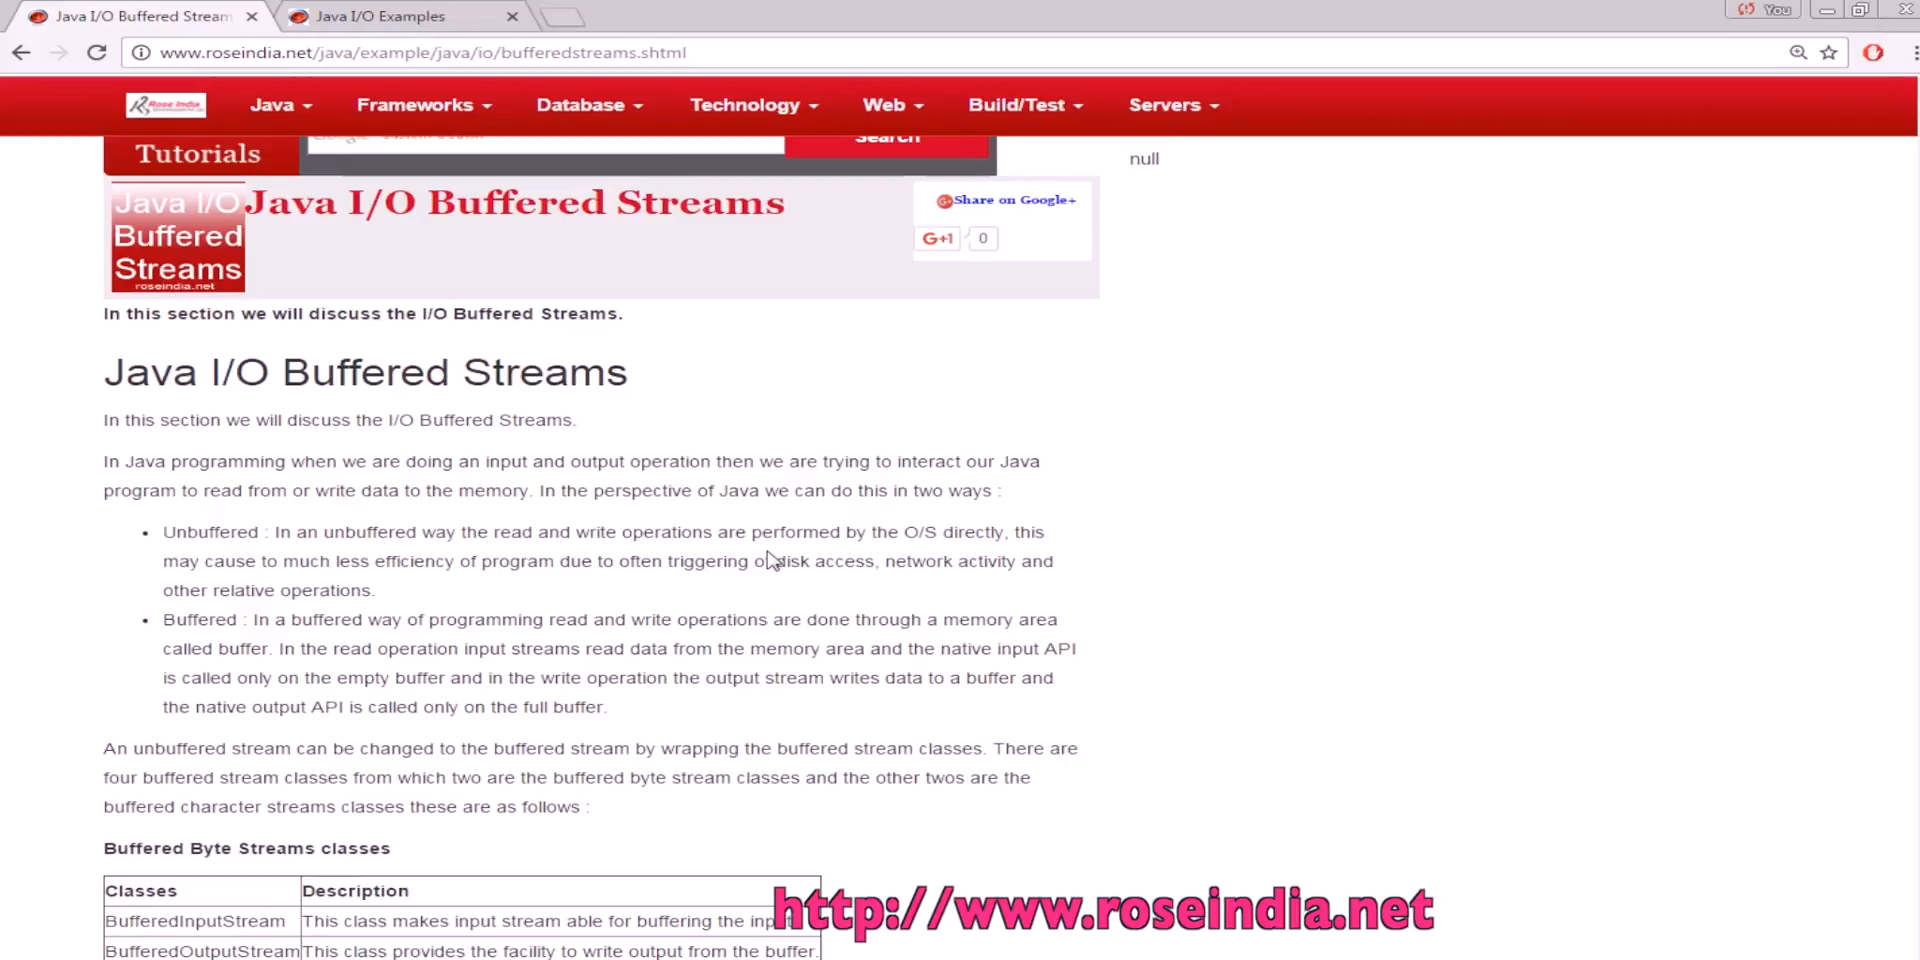 Java I/O Buffered Stream
Java I/O Examples
You
www.roseindia.net/java/example/java/io/bufferedstreams.shtml
Rose India
Java
Frameworks
Database
Technology
Web
Build/Test
Servers
Tutorials
Search
null
Java I/O
Buffered
Streams
roseindia.net
Java I/O Buffered Streams
Share on Google+
G+1
0
In this section we will discuss the I/O Buffered Streams.
Java I/O Buffered Streams
In this section we will discuss the I/O Buffered Streams.
In Java programming when we are doing an input and output operation then we are trying to interact our Java
program to read from or write data to the memory. In the perspective of Java we can do this in two ways :
• Unbuffered : In an unbuffered way the read and write operations are performed by the O/S directly, this
may cause to much less efficiency of program due to often triggering of disk access, network activity and
other relative operations.
• Buffered : In a buffered way of programming read and write operations are done through a memory area
called buffer. In the read operation input streams read data from the memory area and the native input API
is called only on the empty buffer and in the write operation the output stream writes data to a buffer and
the native output API is called only on the full buffer.
An unbuffered stream can be changed to the buffered stream by wrapping the buffered stream classes. There are
four buffered stream classes from which two are the buffered byte stream classes and the other twos are the
buffered character streams classes these are as follows :
Buffered Byte Streams classes
Classes Description
BufferedInputStream This class makes input stream able for buffering the input
BufferedOutputStream This class provides the facility to write output from the buffer.
http://www.roseindia.net